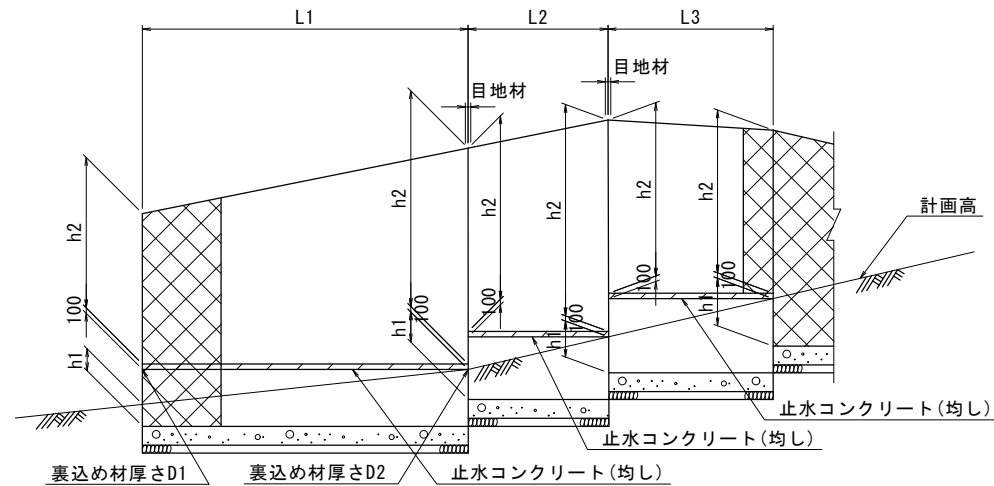 L1
L2
L3
目地材
目地材
h2
h2
h2
h2
h2
h2
計画高
100
100
100
100
100
100
h1
h1
h1
h1
止水コンクリート(均し)
止水コンクリート(均し)
裏込め材厚さD1
裏込め材厚さD2
止水コンクリート(均し)